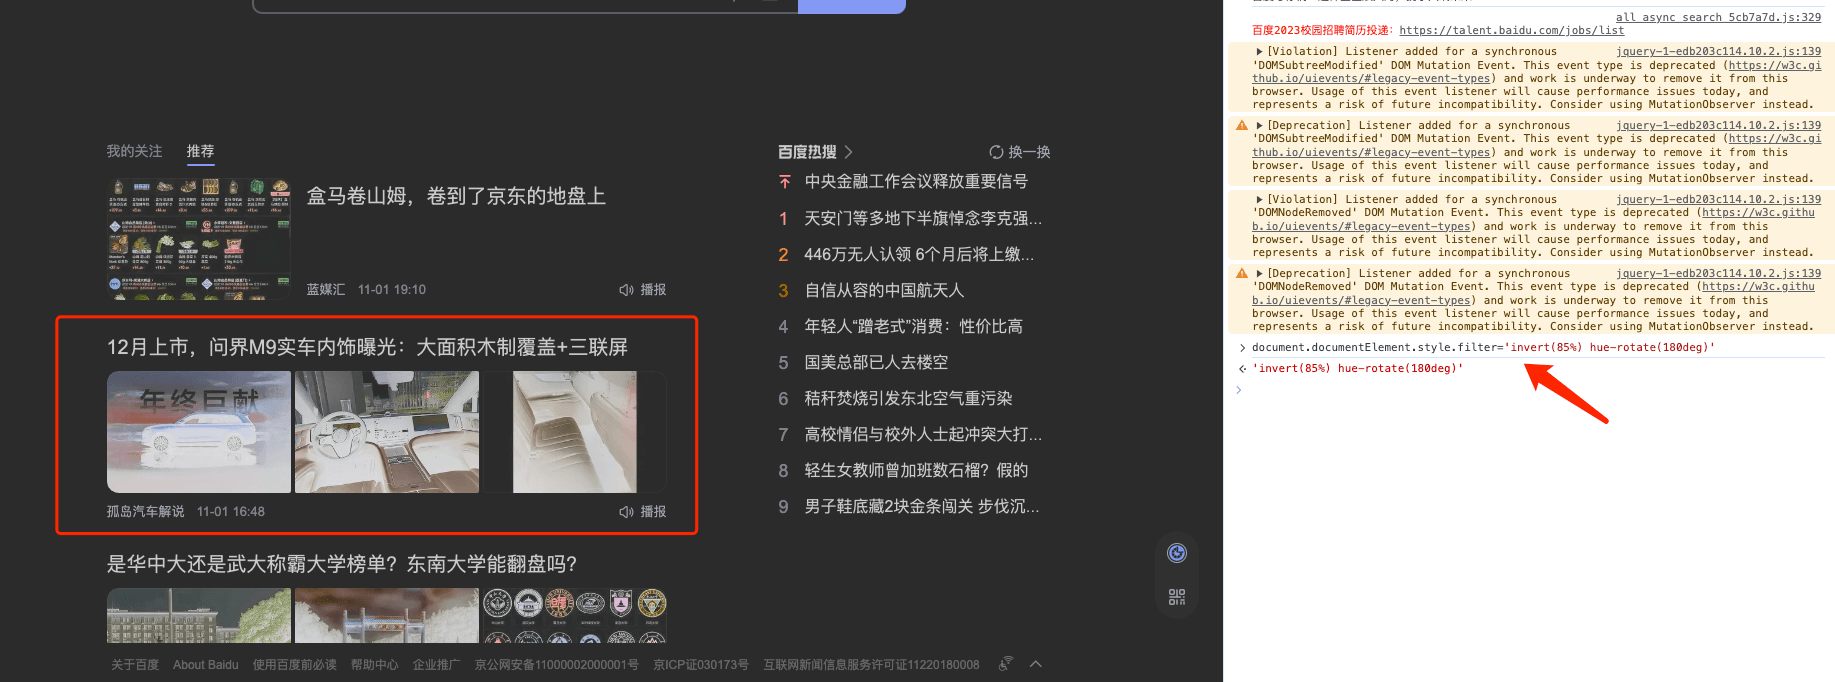 我的关注 推荐
盒马卷山姆，卷到了京东的地盘上
蓝媒汇 11-01 19:10 播报
12月上市，问界M9实车内饰曝光：大面积木制覆盖+三联屏
年终巨献
孤岛汽车解说 11-01 16:48 播报
是华中大还是武大称霸大学榜单？东南大学能翻盘吗？
百度热搜 换一换
中央金融工作会议释放重要信号
1 天安门等多地下半旗悼念李克强...
2 446万无人认领 6个月后将上缴...
3 自信从容的中国航天人
4 年轻人“蹭老式”消费：性价比高
5 国美总部已人去楼空
6 秸秆焚烧引发东北空气重污染
7 高校情侣与校外人士起冲突大打...
8 轻生女教师曾加班数石榴？假的
9 男子鞋底藏2块金条闯关 步伐沉...
关于百度 About Baidu 使用百度前必读 帮助中心 企业推广 京公网安备11000002000001号 京ICP证030173号 互联网新闻信息服务许可证11220180008
all_async_search_5cb7a7d.js:329
百度2023校园招聘简历投递：https://talent.baidu.com/jobs/list
[Violation] Listener added for a synchronous jquery-1-edb203c114.10.2.js:139
'DOMSubtreeModified' DOM Mutation Event. This event type is deprecated (https://w3c.gi
thub.io/uievents/#legacy-event-types) and work is underway to remove it from this
browser. Usage of this event listener will cause performance issues today, and
represents a risk of future incompatibility. Consider using MutationObserver instead.
[Deprecation] Listener added for a synchronous jquery-1-edb203c114.10.2.js:139
'DOMSubtreeModified' DOM Mutation Event. This event type is deprecated (https://w3c.gi
thub.io/uievents/#legacy-event-types) and work is underway to remove it from this
browser. Usage of this event listener will cause performance issues today, and
represents a risk of future incompatibility. Consider using MutationObserver instead.
[Violation] Listener added for a synchronous jquery-1-edb203c114.10.2.js:139
'DOMNodeRemoved' DOM Mutation Event. This event type is deprecated (https://w3c.githu
b.io/uievents/#legacy-event-types) and work is underway to remove it from this
browser. Usage of this event listener will cause performance issues today, and
represents a risk of future incompatibility. Consider using MutationObserver instead.
[Deprecation] Listener added for a synchronous jquery-1-edb203c114.10.2.js:139
'DOMNodeRemoved' DOM Mutation Event. This event type is deprecated (https://w3c.githu
b.io/uievents/#legacy-event-types) and work is underway to remove it from this
browser. Usage of this event listener will cause performance issues today, and
represents a risk of future incompatibility. Consider using MutationObserver instead.
document.documentElement.style.filter='invert(85%) hue-rotate(180deg)'
'invert(85%) hue-rotate(180deg)'